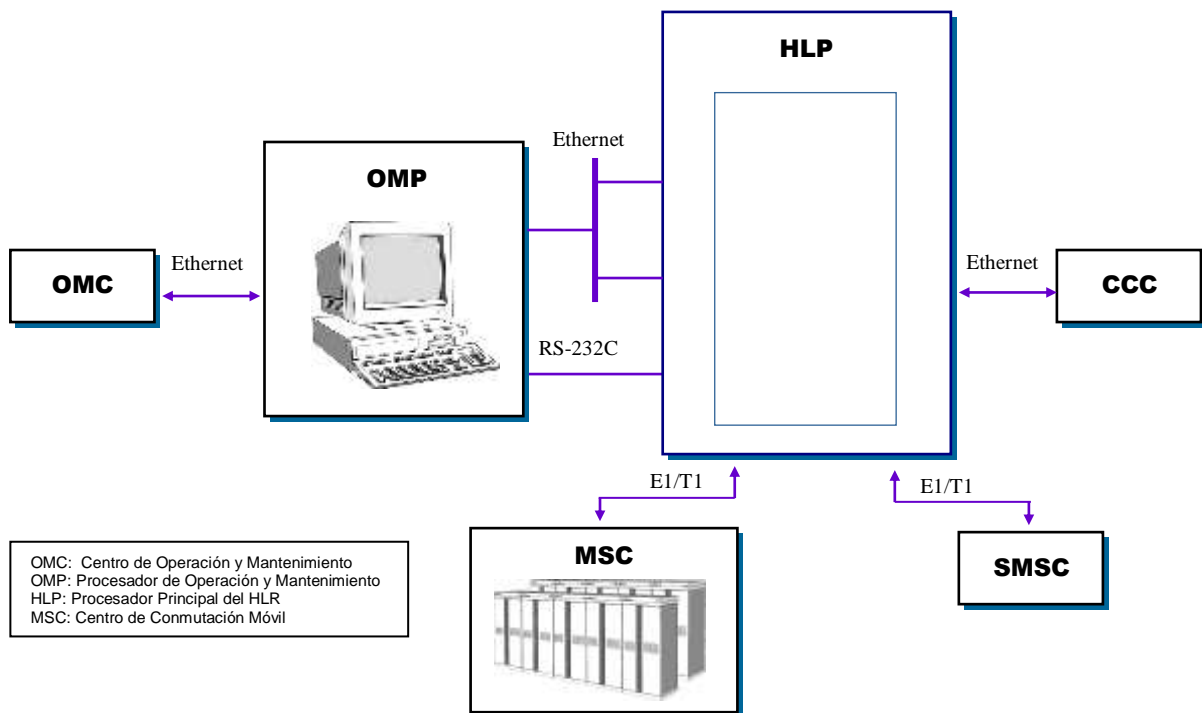 HLP
Ethernet
OMP
OMC
Ethernet
Ethernet
CCC
RS-232C
E1/T1
E1/T1
MSC
SMSC
OMC: Centro de Operación y Mantenimiento
OMP: Procesador de Operación y Mantenimiento
HLP: Procesador Principal del HLR
MSC: Centro de Conmutación Móvil